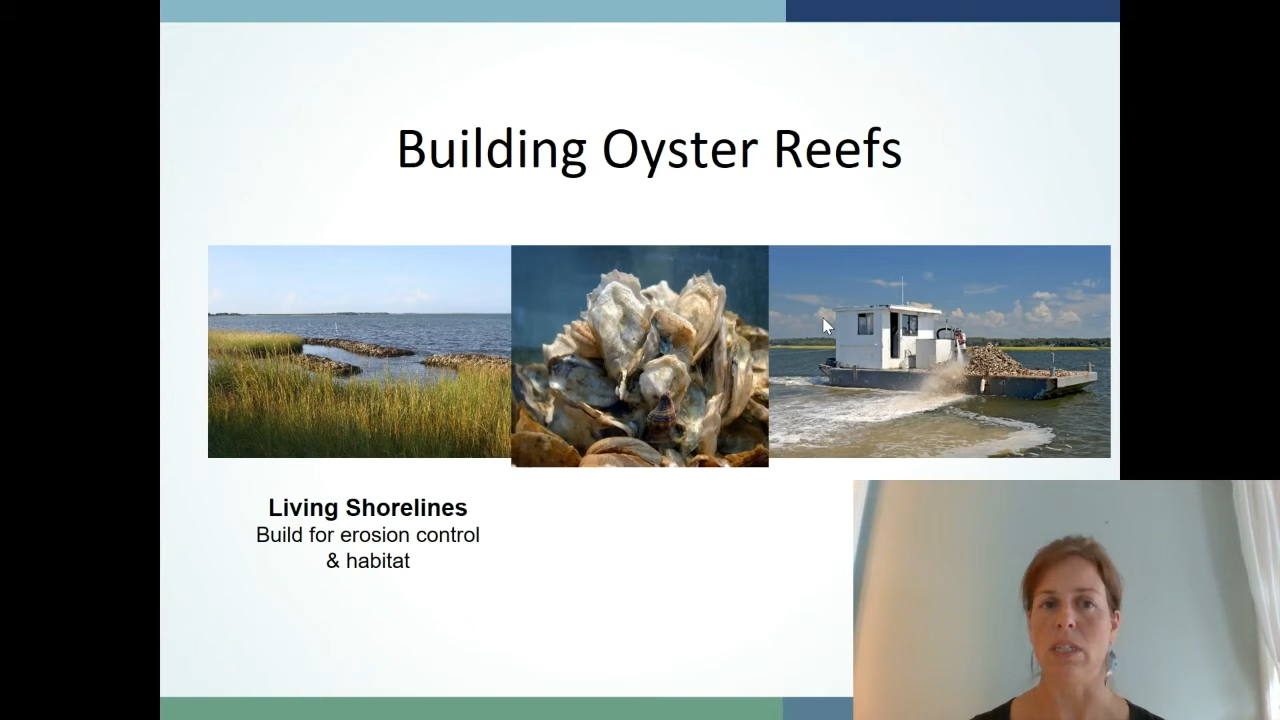 Building Oyster Reefs
Living Shorelines
Build for erosion control
& habitat